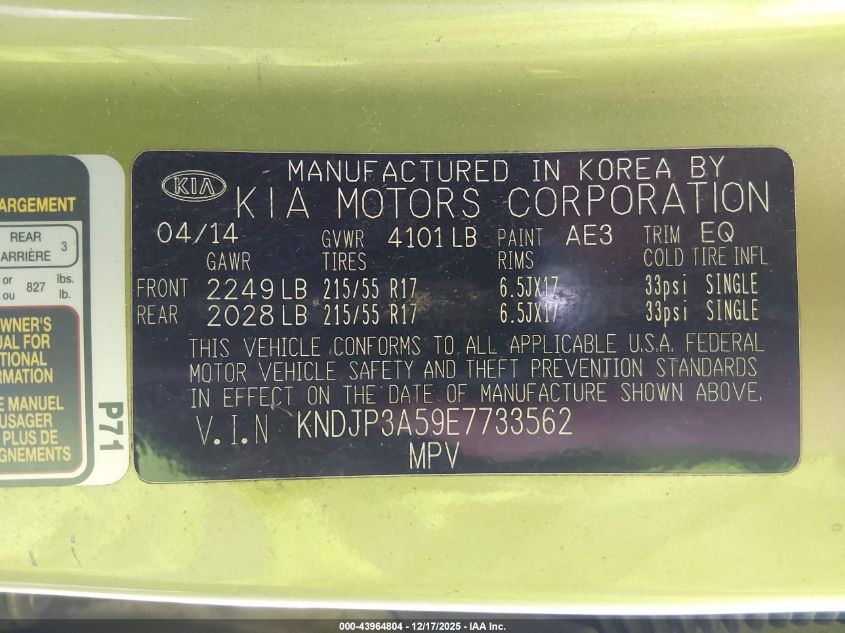 ARGEMENT
REAR
ARRIÈRE 3
or ou 827 lbs. lb.
WNER'S
UAL FOR
TIONAL
RMATION
E MANUEL
USAGER
PLUS DE
GNEMENTS
P71
KIA
MANUFACTURED IN KOREA BY
KIA MOTORS CORPORATION
04/14 GVWR 4101 LB PAINT AE3 TRIM EQ
GAWR TIRES RIMS COLD TIRE INFL
FRONT 2249 LB 215/55 R17 6.5JX17 33psi SINGLE
REAR 2028 LB 215/55 R17 6.5JX17 33psi SINGLE
THIS VEHICLE CONFORMS TO ALL APPLICABLE U.S.A. FEDERAL
MOTOR VEHICLE SAFETY AND THEFT PREVENTION STANDARDS
IN EFFECT ON THE DATE OF MANUFACTURE SHOWN ABOVE.
V.I.N KNDJP3A59E7733562
MPV
000-43964804 - 12/17/2025 - IAA Inc.